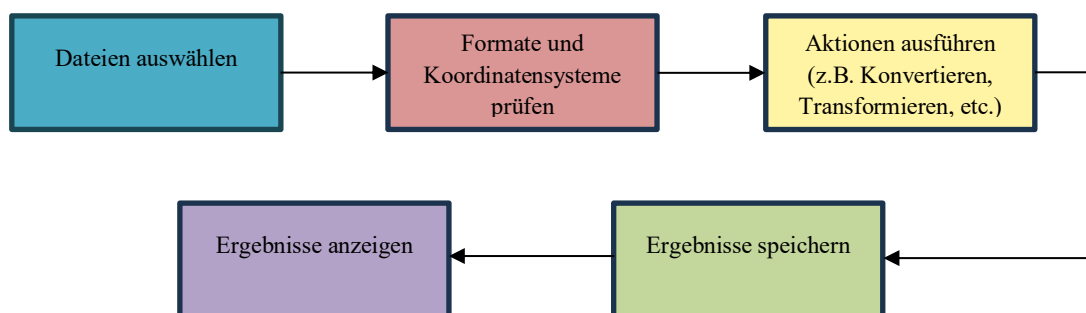 Dateien auswählen
Formate und
Koordinatensysteme
prüfen
Aktionen ausführen
(z.B. Konvertieren,
Transformieren, etc.)
Ergebnisse anzeigen
Ergebnisse speichern